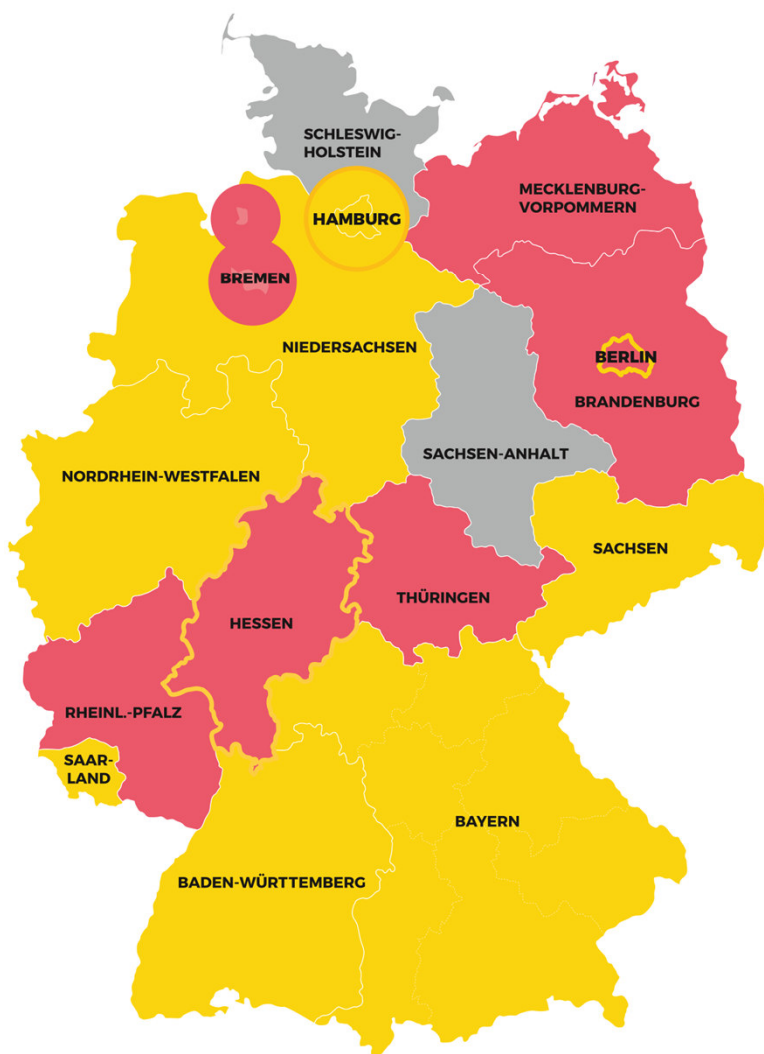 SCHLESWIG-
HOLSTEIN
MECKLENBURG-
VORPOMMERN
HAMBURG
BREMEN
NIEDERSACHSEN
BERLIN
BRANDENBURG
SACHSEN-ANHALT
NORDRHEIN-WESTFALEN
SACHSEN
THÜRINGEN
HESSEN
RHEINL.-PFALZ
SAAR-
LAND
BAYERN
BADEN-WÜRTTEMBERG